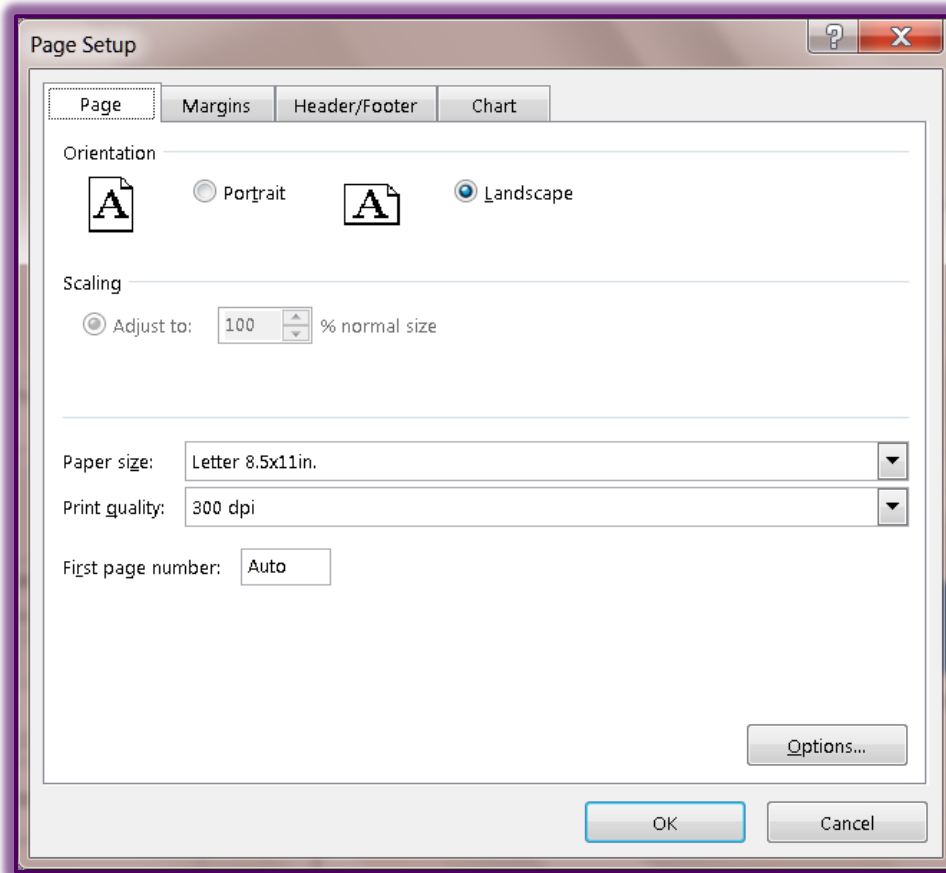 Page Setup
Page Margins Header/Footer Chart
Orientation
A Portrait A Landscape
Scaling
Adjust to: 100 % normal size
Paper size: Letter 8.5x11in.
Print quality: 300 dpi
First page number: Auto
Options...
OK Cancel